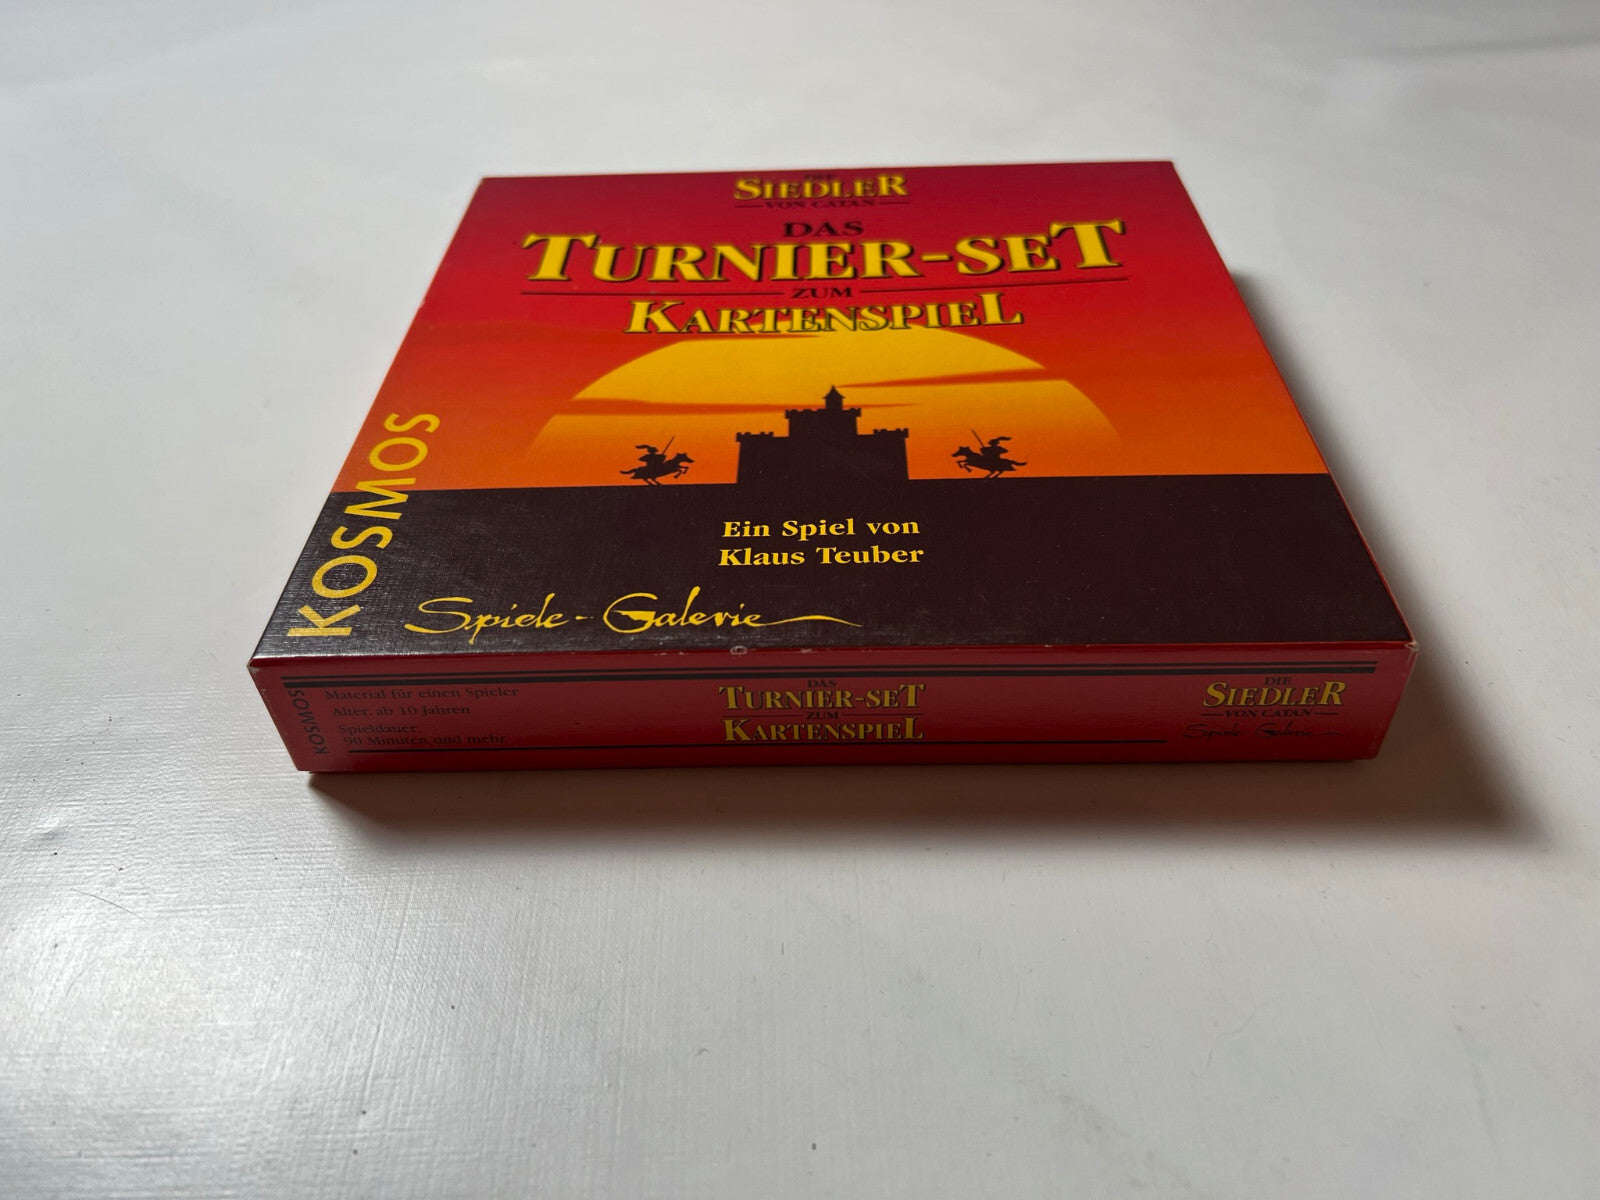 DIE
SIEDLER
VON CATAN
DAS
TURNIER-SET
ZUM
KARTENSPIEL
KOSMOS
Ein Spiel von
Klaus Teuber
Spiele-Galerie
KOSMOS
Material für einen Spieler
Alter: ab 10 Jahren
Spieldauer:
90 Minuten und mehr
DAS
TURNIER-SET
ZUM
KARTENSPIEL
DIE
SIEDLER
VON CATAN
Spiele-Galerie